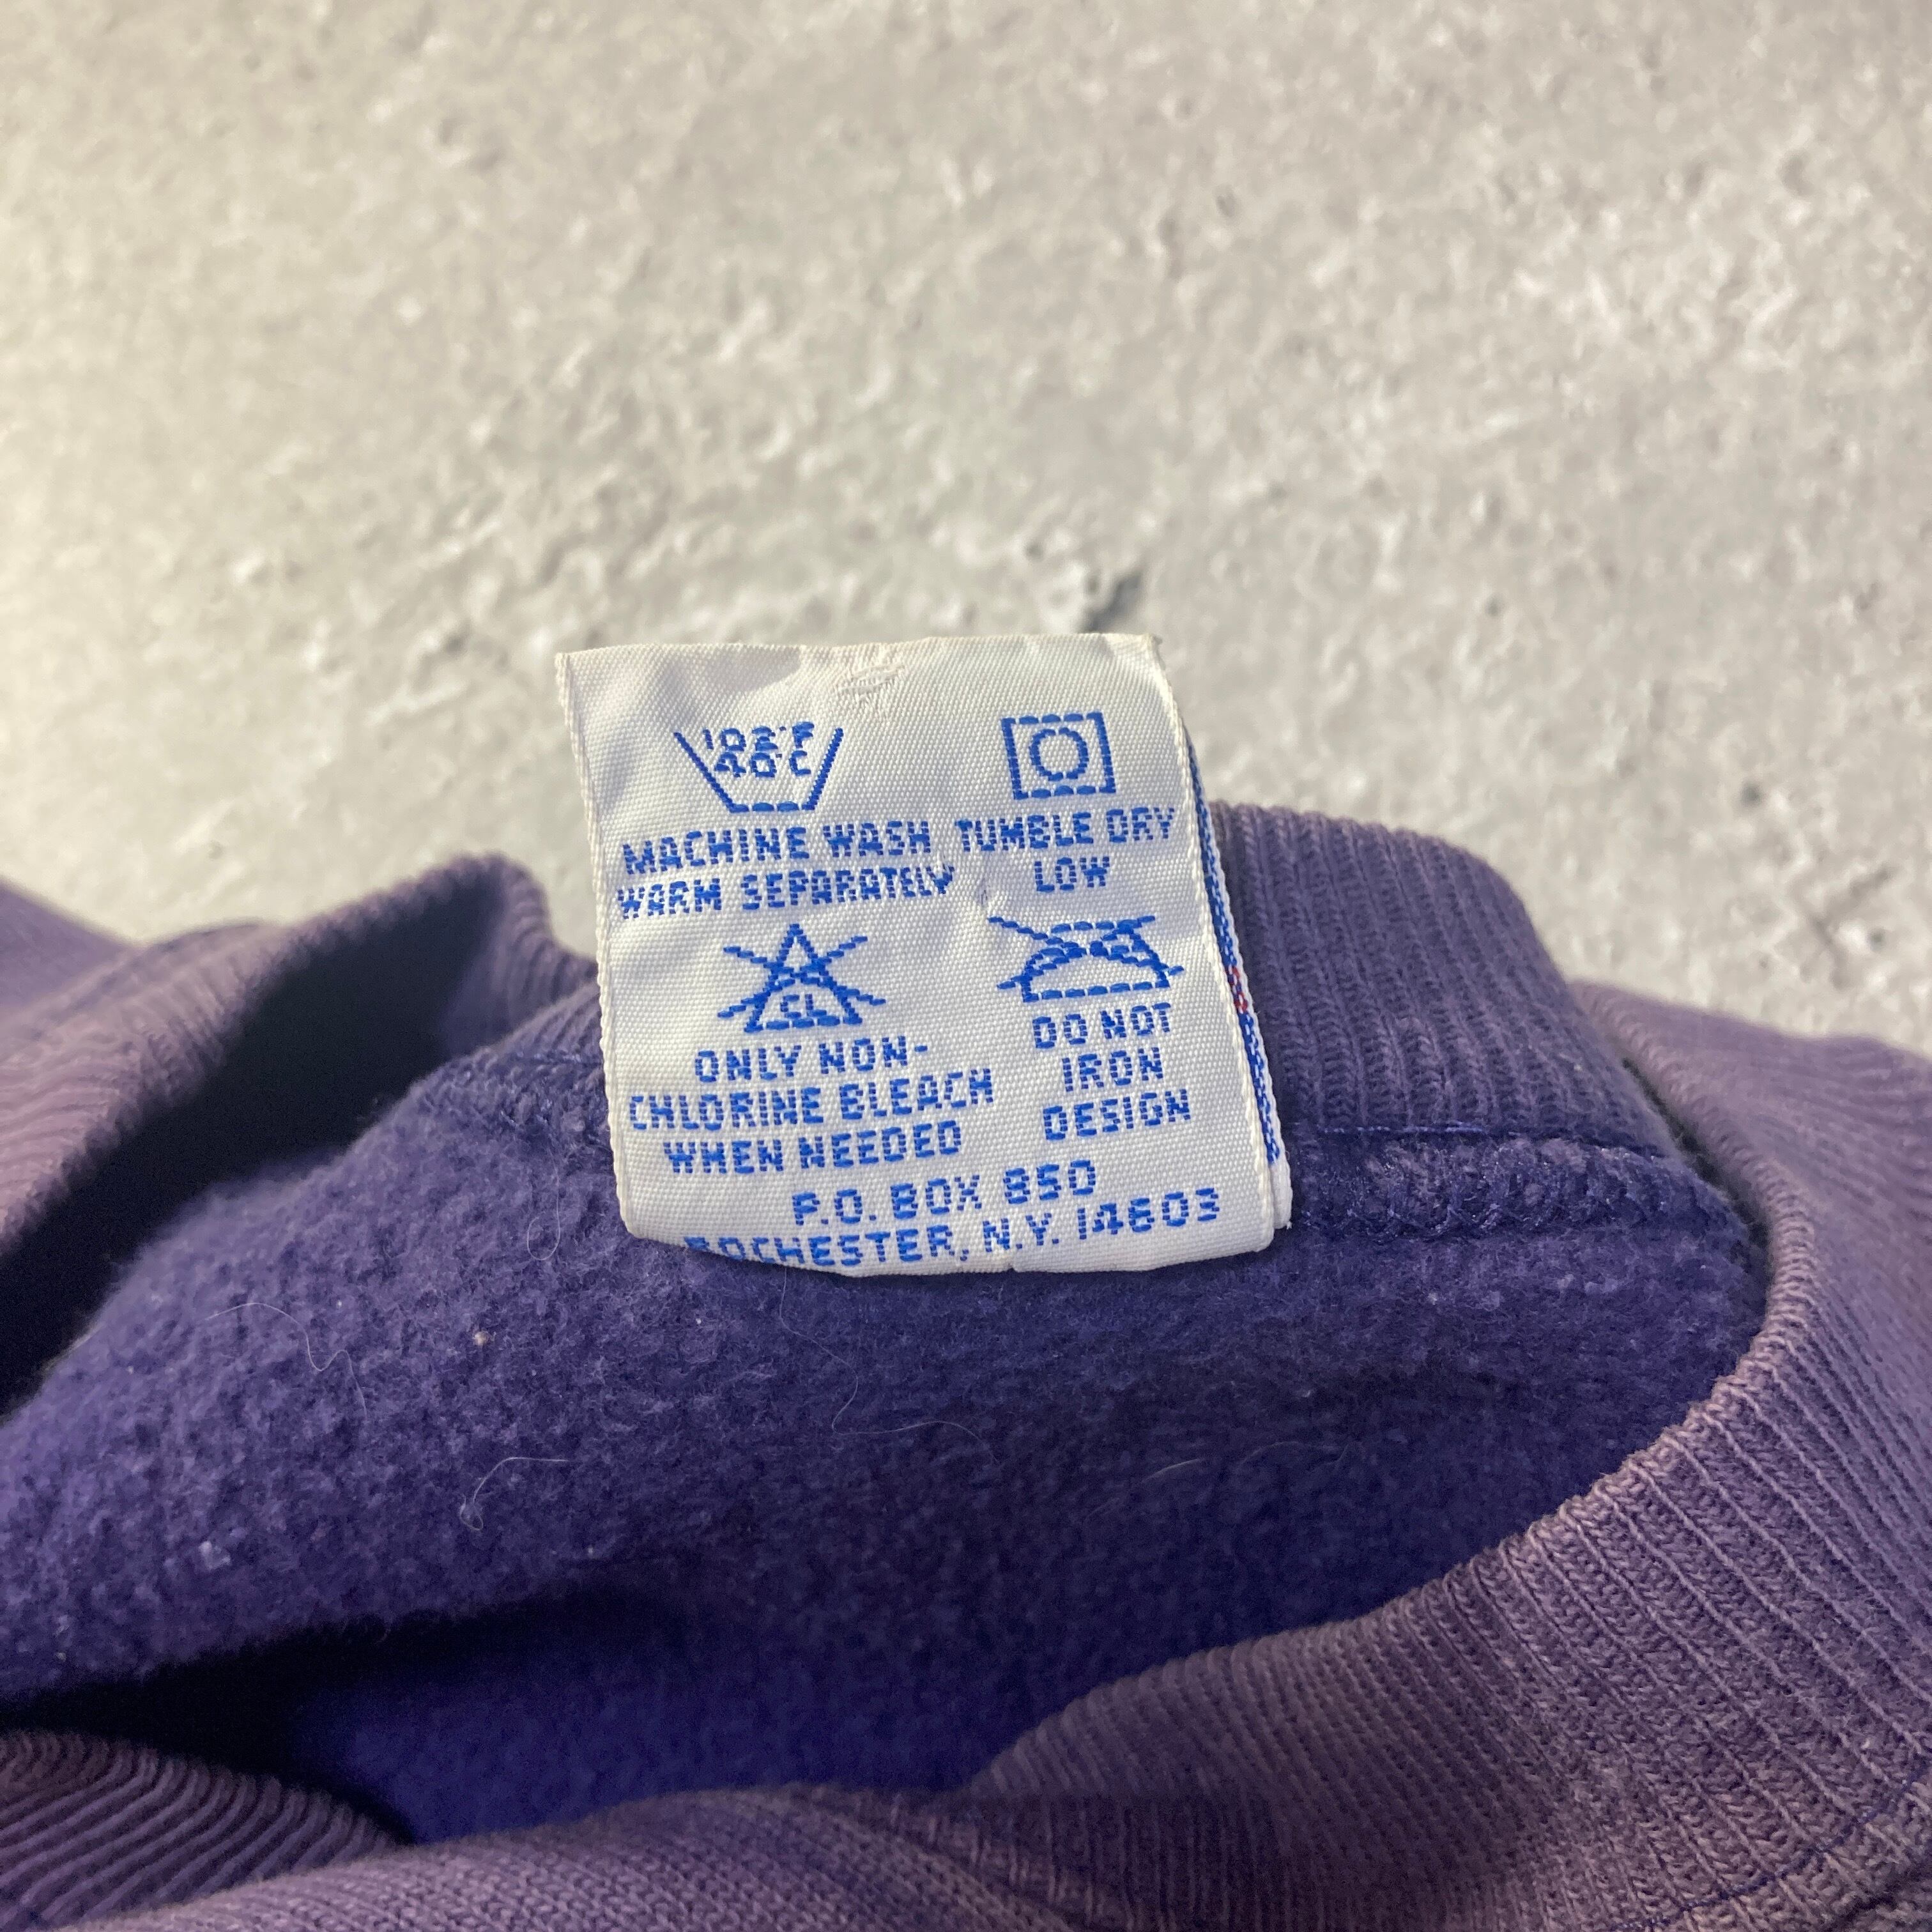 102°F
40°C
MACHINE WASH
WARM SEPARATELY
TUMBLE DRY
LOW
CL
ONLY NON-
CHLORINE BLEACH
WHEN NEEDED
DO NOT
IRON
DESIGN
P.O. BOX 850
ROCHESTER, N.Y. 14603